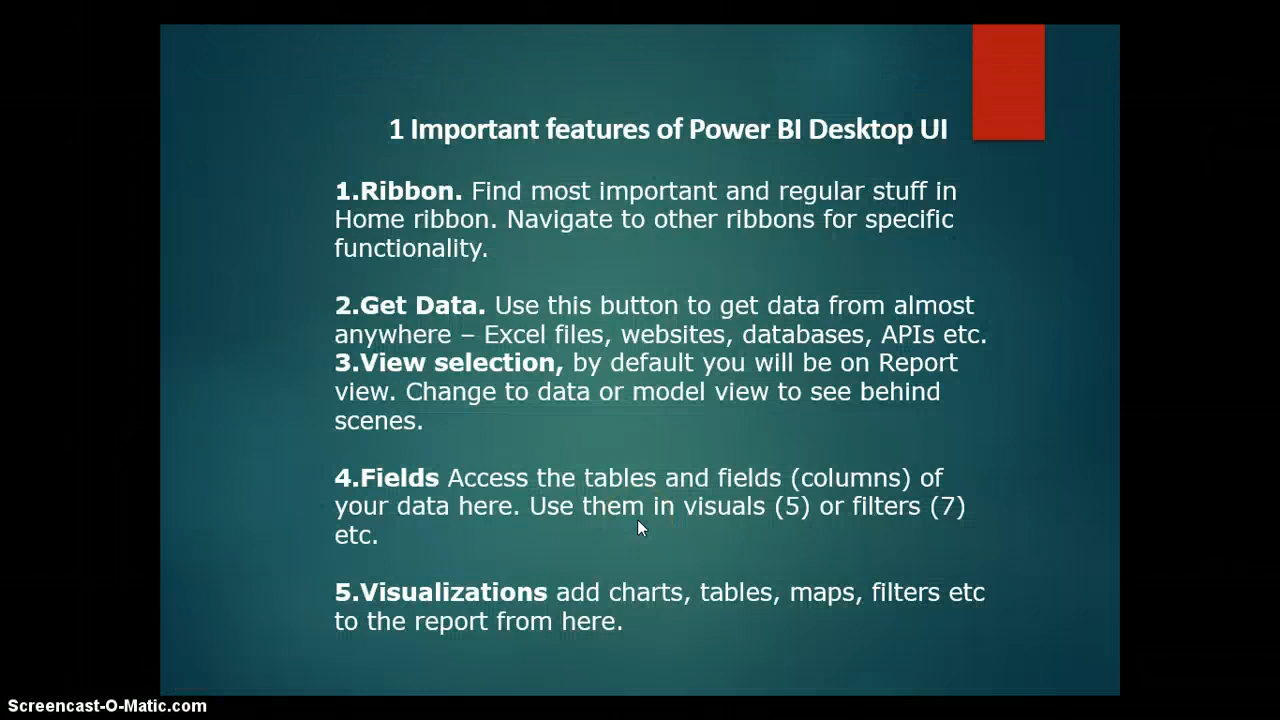 1 Important features of Power BI Desktop UI
1.Ribbon. Find most important and regular stuff in
Home ribbon. Navigate to other ribbons for specific
functionality.
2.Get Data. Use this button to get data from almost
anywhere – Excel files, websites, databases, APIs etc.
3.View selection, by default you will be on Report
view. Change to data or model view to see behind
scenes.
4.Fields Access the tables and fields (columns) of
your data here. Use them in visuals (5) or filters (7)
etc.
5.Visualizations add charts, tables, maps, filters etc
to the report from here.
Screencast-O-Matic.com